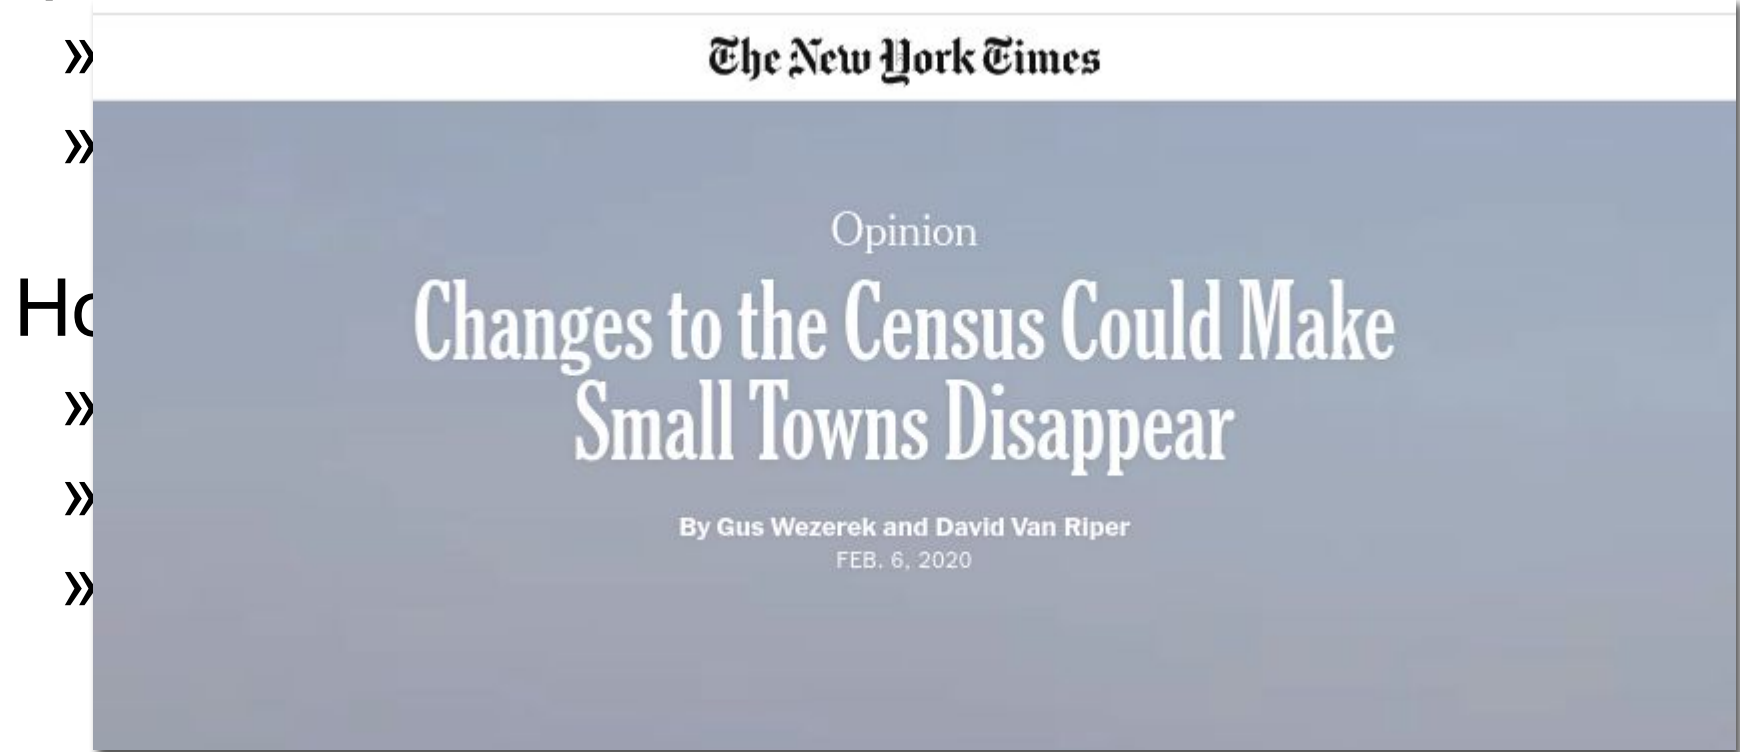 »
The New York Times
»
Opinion
Ho
Changes to the Census Could Make
Small Towns Disappear
»
»
By Gus Wezerek and David Van Riper
FEB. 6, 2020
»